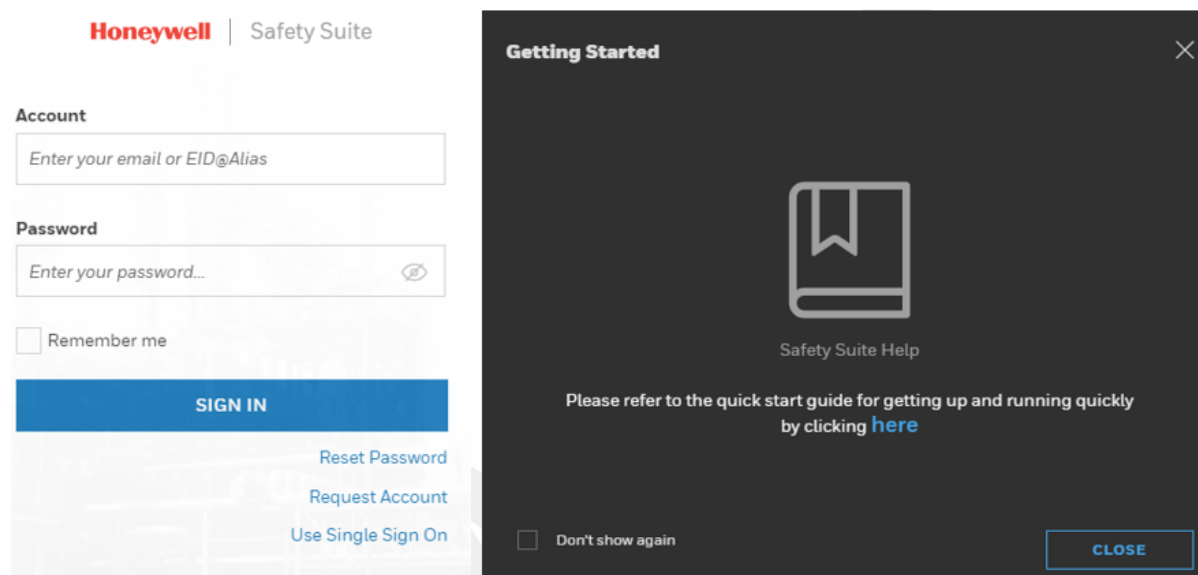 Honeywell | Safety Suite
Account
Enter your email or EID@Alias
Password
Enter your password...
Remember me
SIGN IN
Reset Password
Request Account
Use Single Sign On
Getting Started
Safety Suite Help
Please refer to the quick start guide for getting up and running quickly
by clicking here
Don't show again
CLOSE